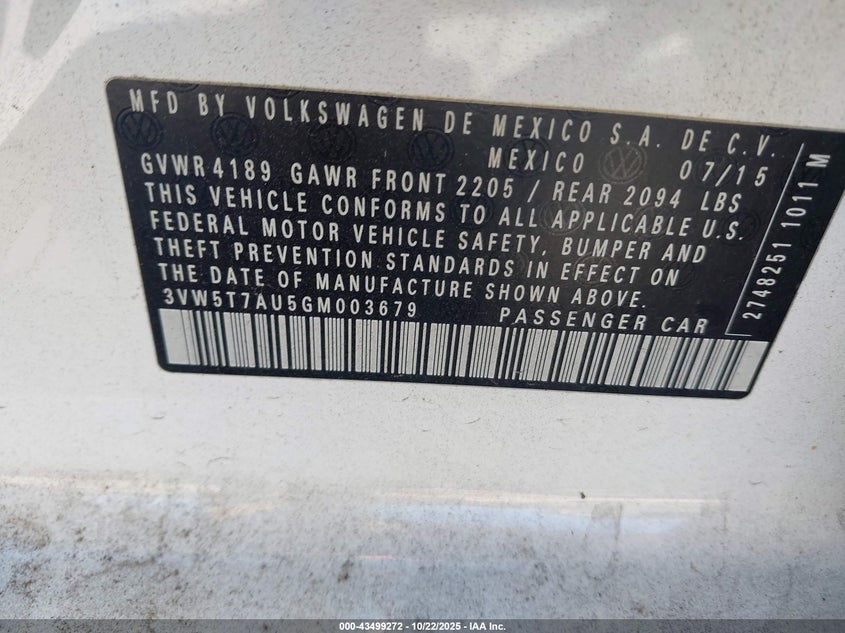 MFD BY VOLKSWAGEN DE MEXICO S.A. DE C.V.
MEXICO 07/15
GVWR 4189 GAWR FRONT 2205 / REAR 2094 LBS
THIS VEHICLE CONFORMS TO ALL APPLICABLE U.S.
FEDERAL MOTOR VEHICLE SAFETY, BUMPER AND
THEFT PREVENTION STANDARDS IN EFFECT ON
THE DATE OF MANUFACTURE SHOWN ABOVE.
3VW5T7AU5GM003679 PASSENGER CAR
2748251 1011 M
000-43499272 | 10/22/2025 | IAA Inc.